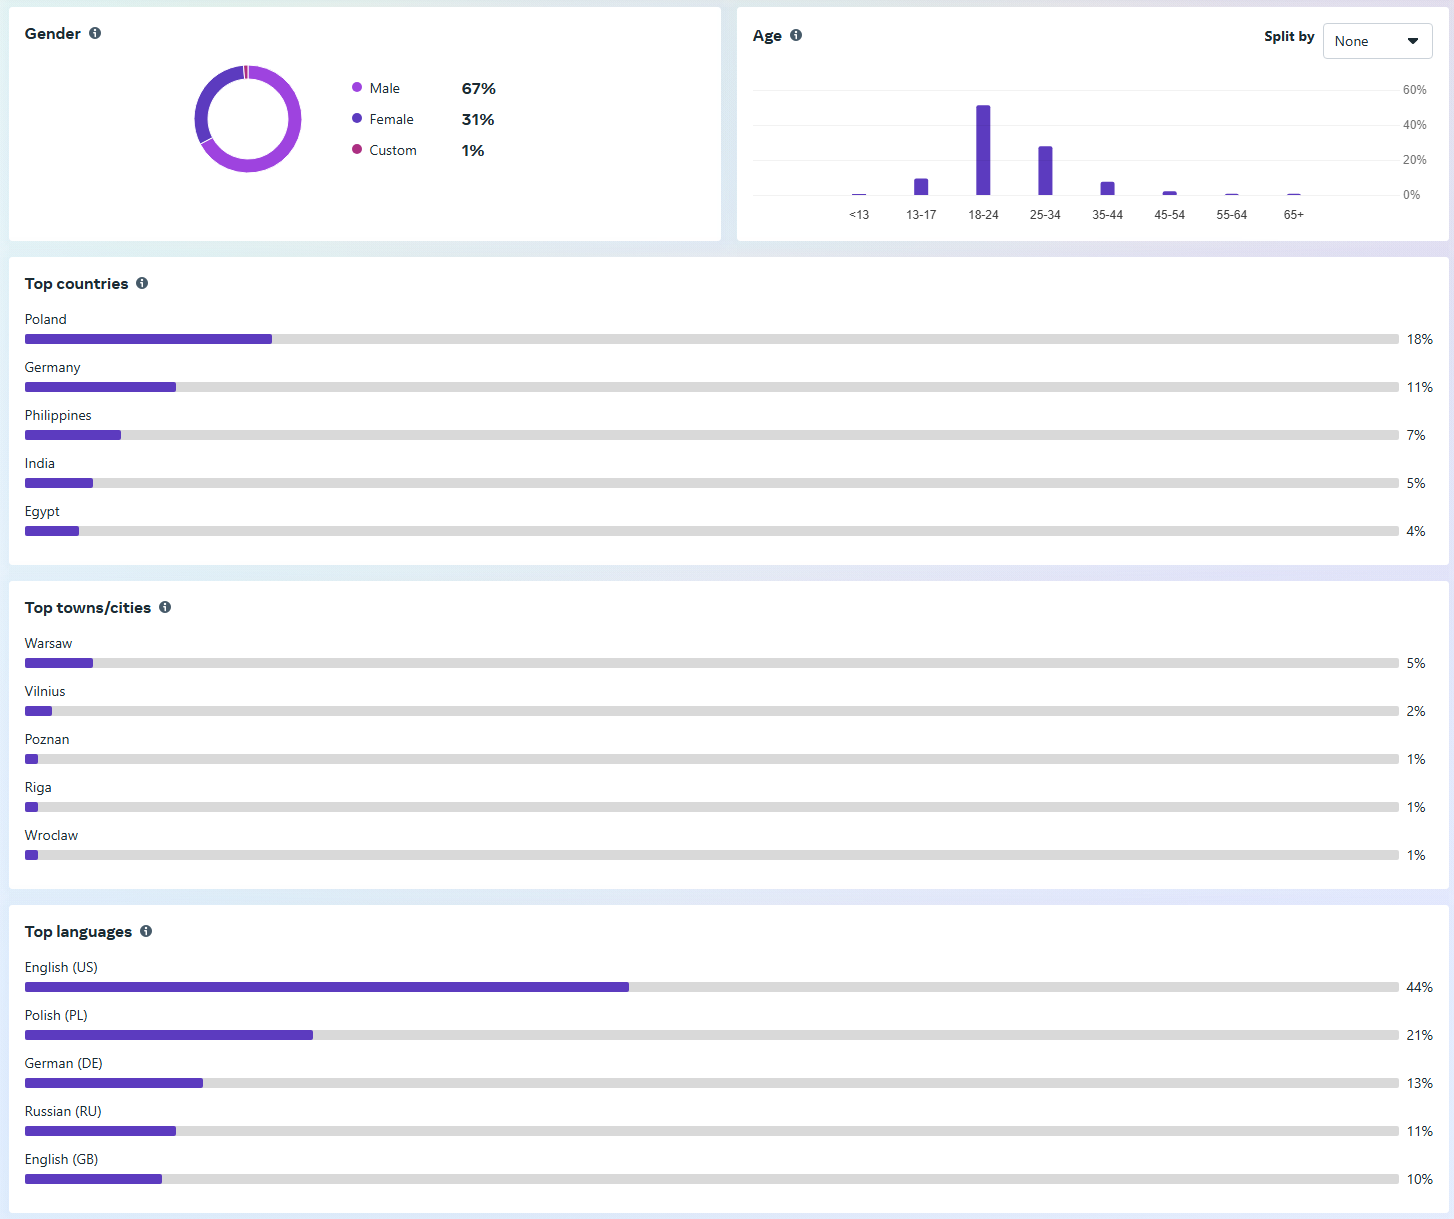 Gender
Male 67%
Female 31%
Custom 1%
Age
Split by None
60%
40%
20%
0%
<13 13-17 18-24 25-34 35-44 45-54 55-64 65+
Top countries
Poland
18%
Germany
11%
Philippines
7%
India
5%
Egypt
4%
Top towns/cities
Warsaw
5%
Vilnius
2%
Poznan
1%
Riga
1%
Wroclaw
1%
Top languages
English (US)
44%
Polish (PL)
21%
German (DE)
13%
Russian (RU)
11%
English (GB)
10%